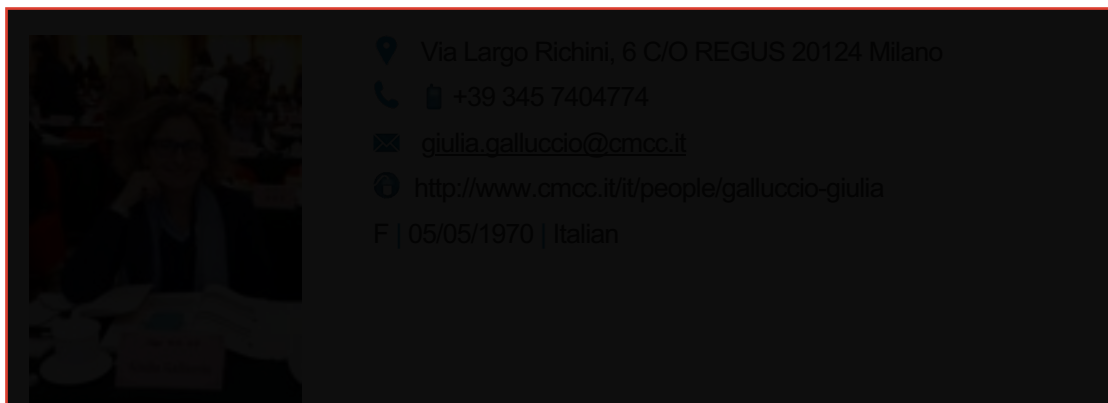 Via Largo Richini, 6 C/O REGUS 20124 Milano
+39 345 7404774
giulia.galluccio@cmcc.it
http://www.cmcc.it/it/people/galluccio-giulia
F | 05/05/1970 | Italian